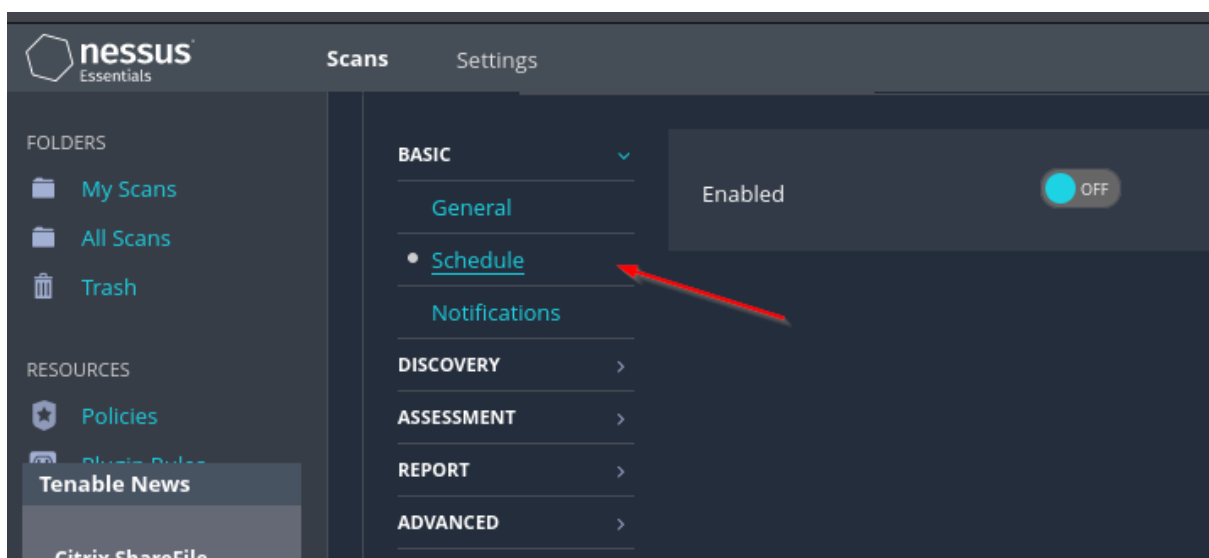 nessus
Essentials
Scans
Settings
FOLDERS
My Scans
All Scans
Trash
RESOURCES
Policies
Tenable News
BASIC
General
Schedule
Notifications
DISCOVERY
ASSESSMENT
REPORT
ADVANCED
Enabled
OFF